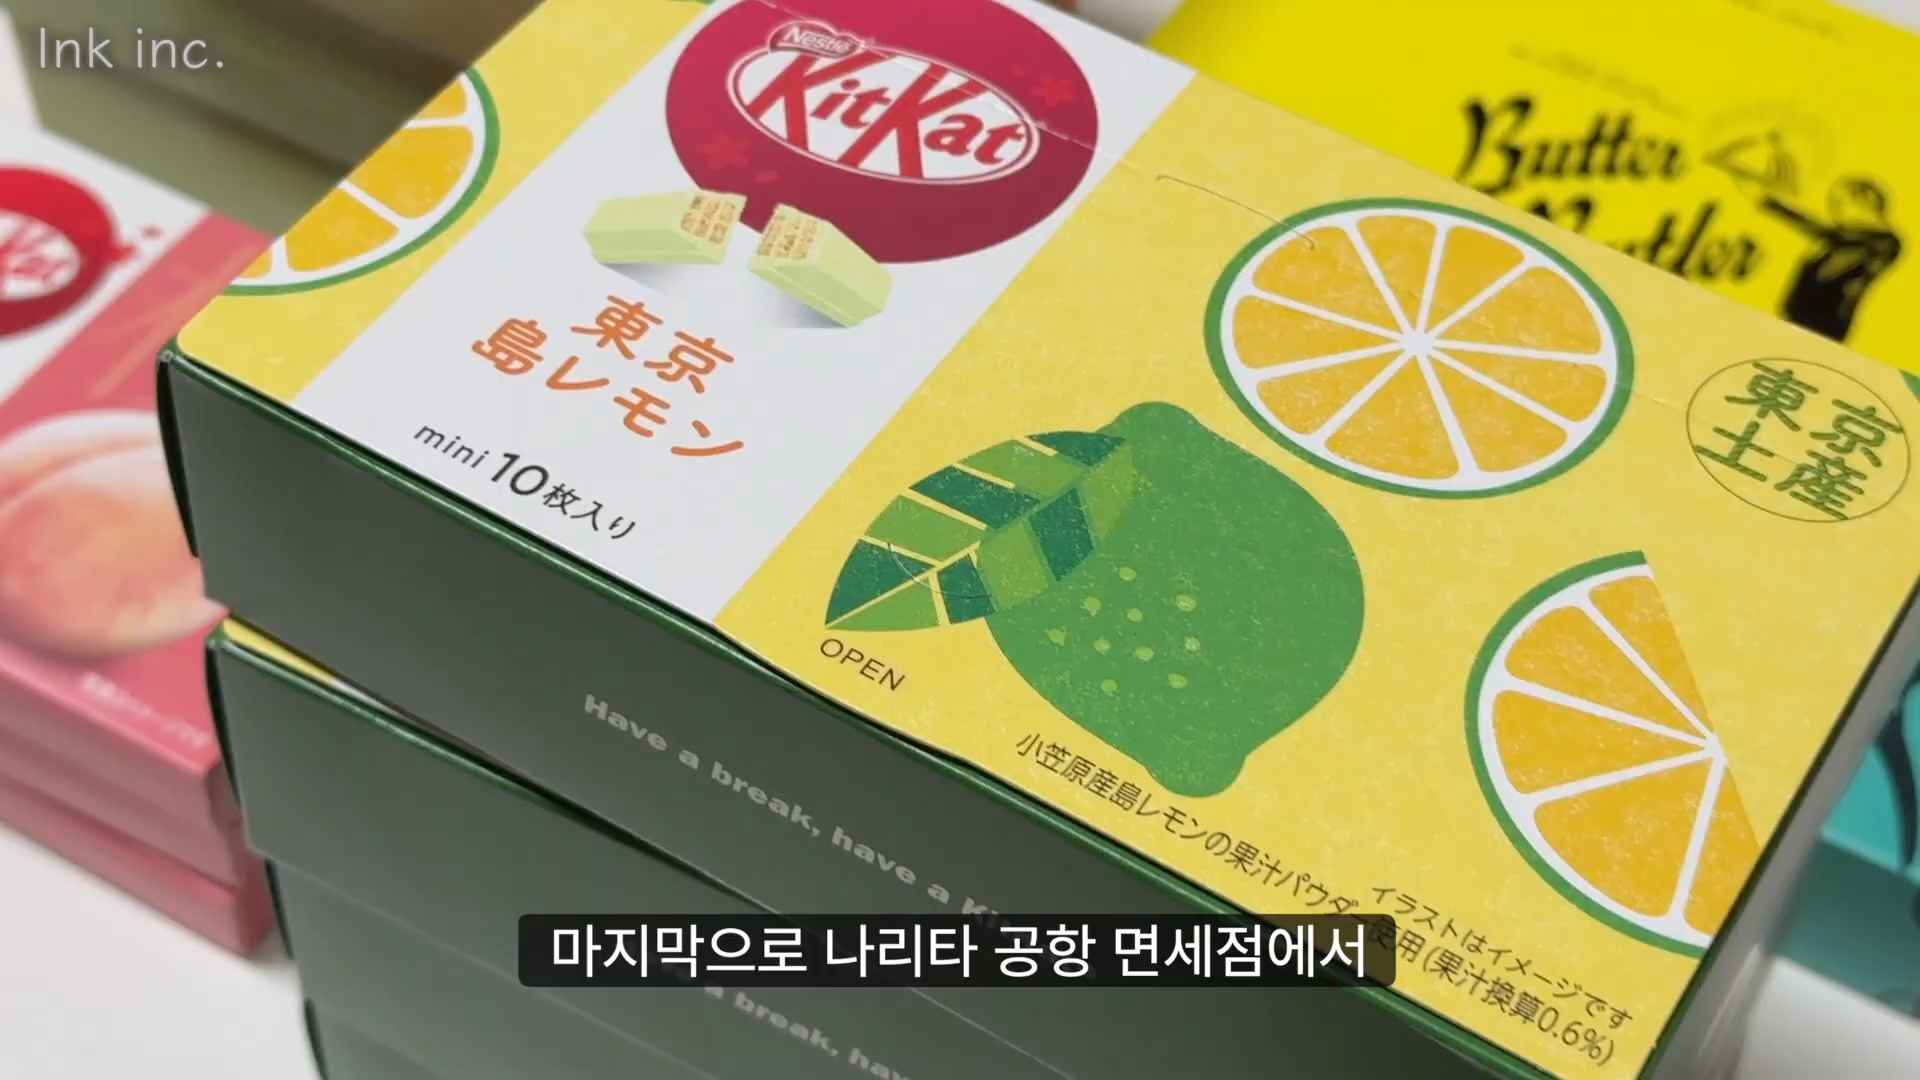 Ink inc.
Nestlé
KitKat
東京
島レモン
mini 10枚入り
Butter
Butler
東京
土産
OPEN
小笠原産島レモンの果汁パウダー使用(果汁換算0.6%)
イラストはイメージです
Have a break, have a Ki
a break, hav
마지막으로 나리타 공항 면세점에서